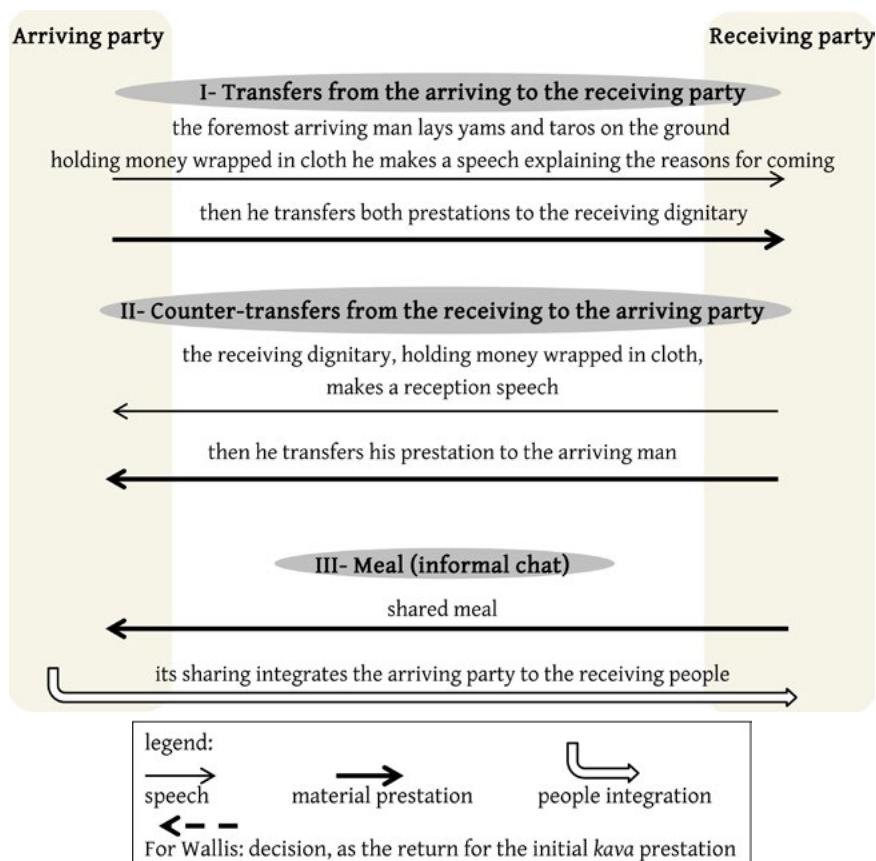 Arriving party
Receiving party
I- Transfers from the arriving to the receiving party
the foremost arriving man lays yams and taros on the ground
holding money wrapped in cloth he makes a speech explaining the reasons for coming
then he transfers both prestations to the receiving dignitary
II- Counter-transfers from the receiving to the arriving party
the receiving dignitary, holding money wrapped in cloth,
makes a reception speech
then he transfers his prestation to the arriving man
III- Meal (informal chat)
shared meal
its sharing integrates the arriving party to the receiving people
legend:
speech
material prestation
people integration
For Wallis: decision, as the return for the initial kava prestation